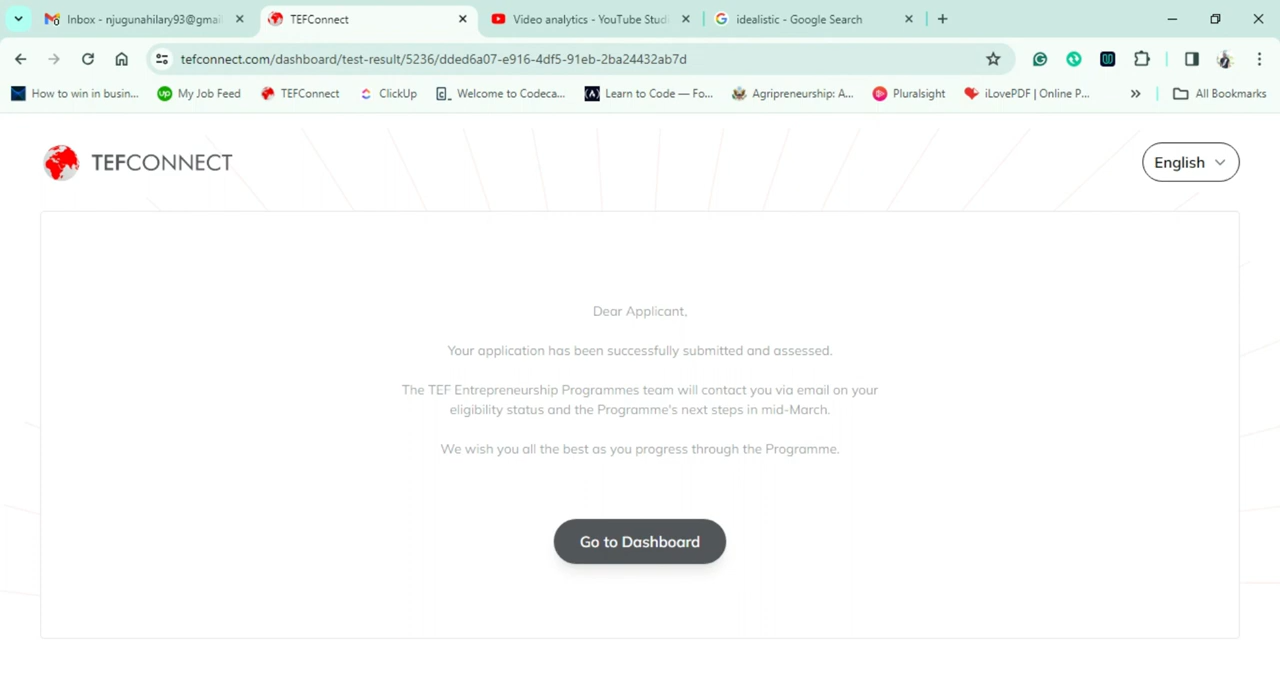 Inbox - njugunahilary93@gmai
TEFConnect
Video analytics - YouTube Studi
idealistic - Google Search
tefconnect.com/dashboard/test-result/5236/dded6a07-e916-4df5-91eb-2ba24432ab7d
How to win in busin...
up My Job Feed
TEFConnect
ClickUp
Welcome to Codeca...
Learn to Code — Fo...
Agripreneurship: A...
Pluralsight
iLovePDF | Online P...
All Bookmarks
TEFCONNECT
English
Dear Applicant,
Your application has been successfully submitted and assessed.
The TEF Entrepreneurship Programmes team will contact you via email on your
eligibility status and the Programme's next steps in mid-March.
We wish you all the best as you progress through the Programme.
Go to Dashboard